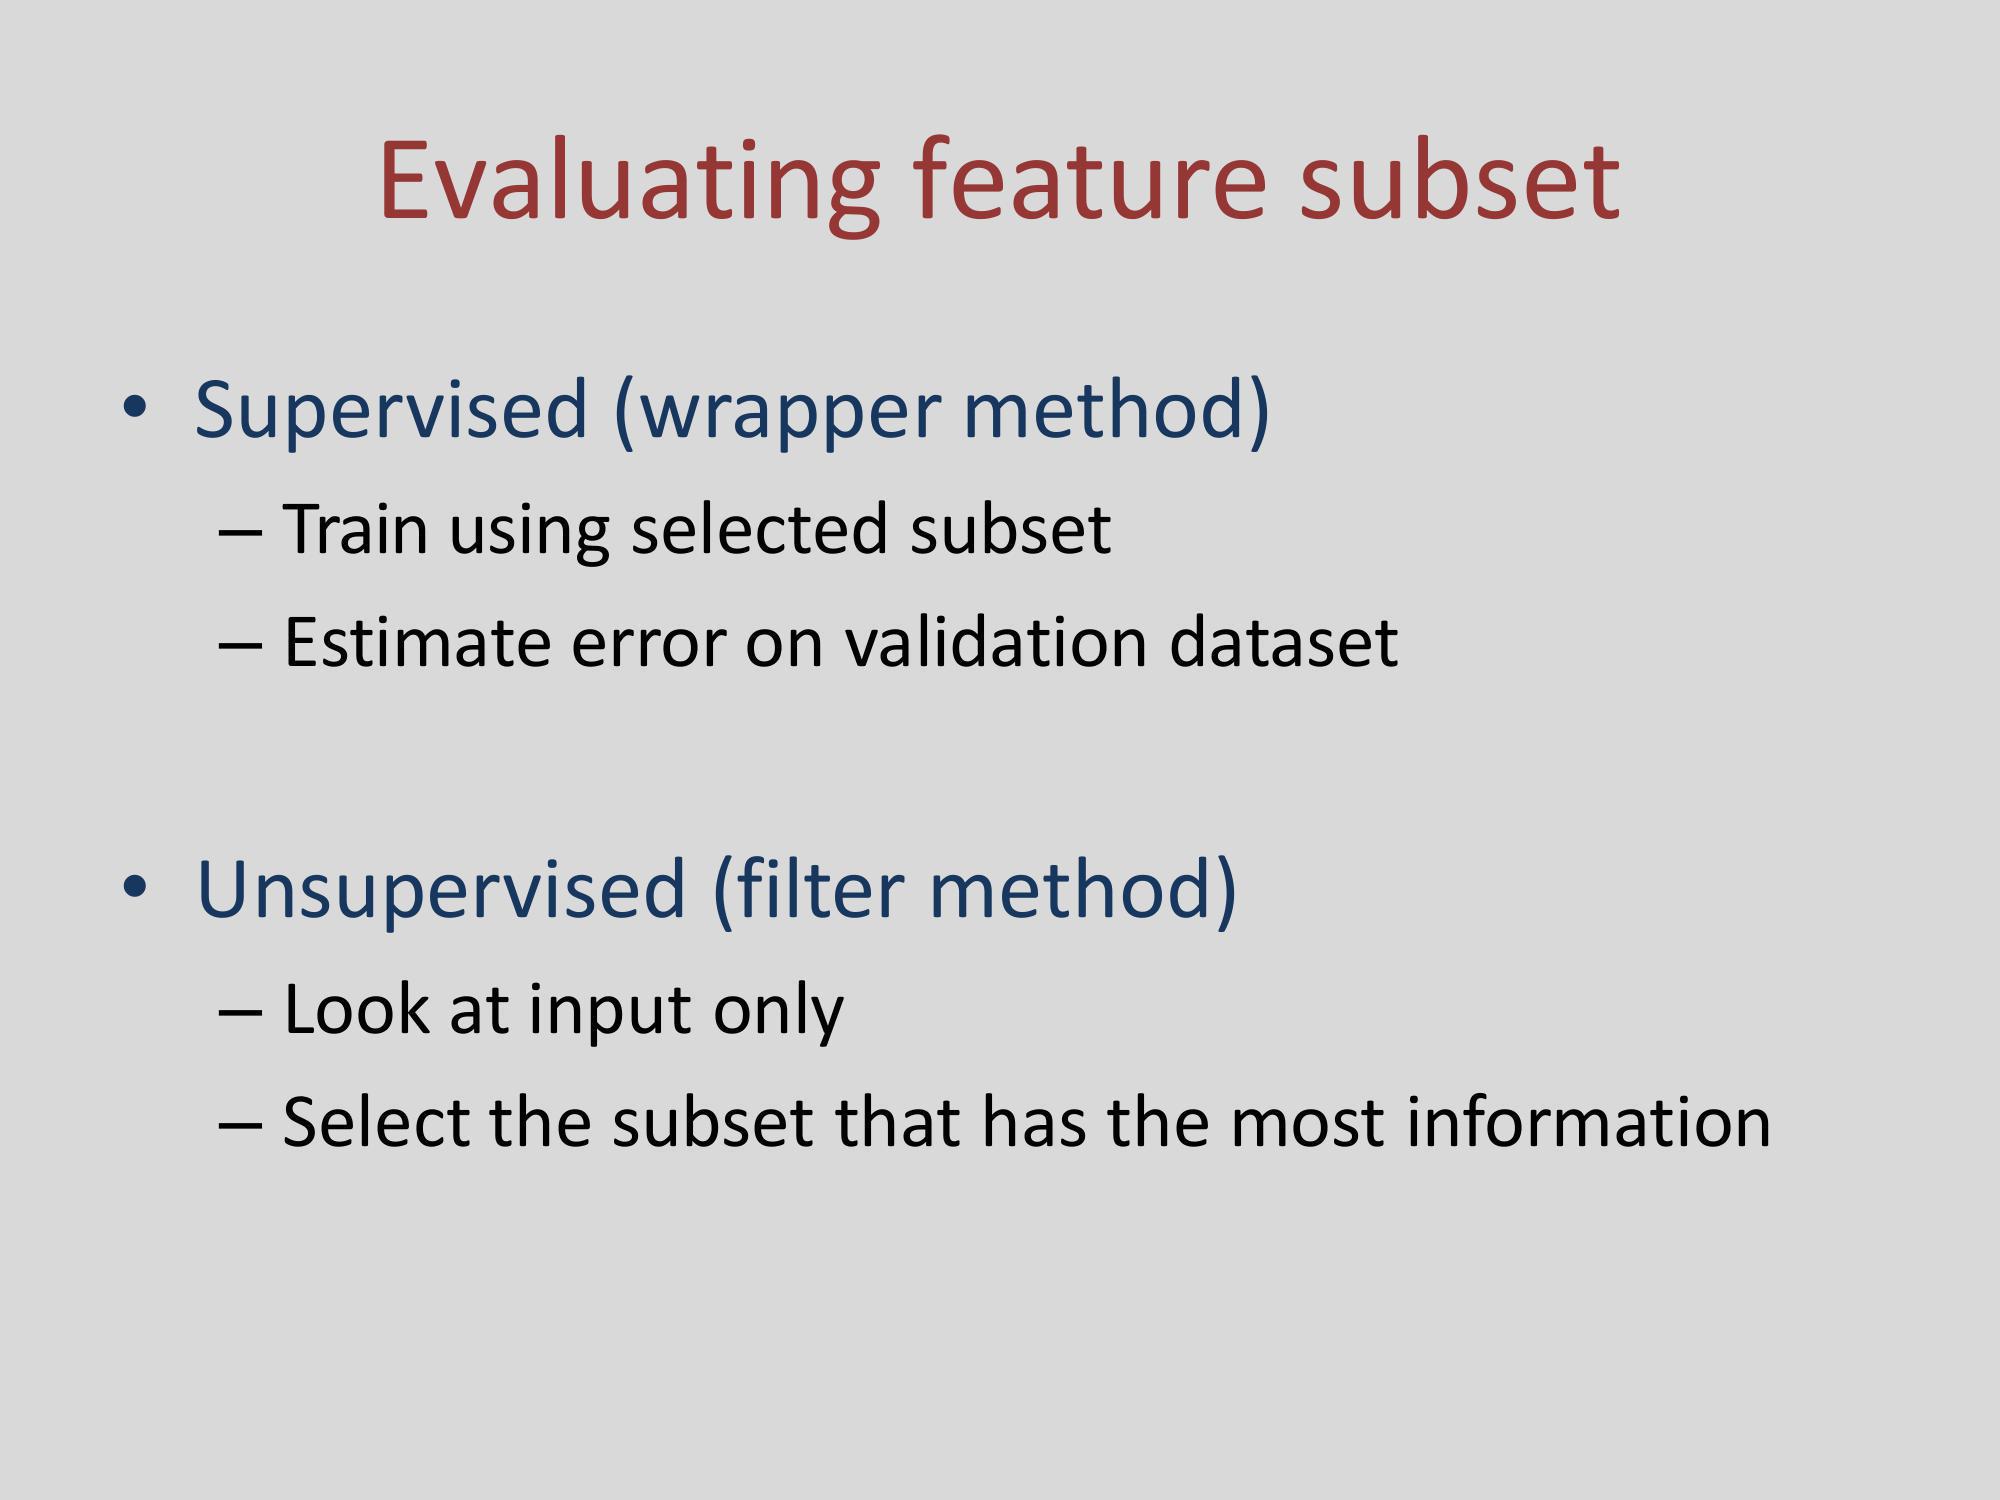 Evaluating feature subset
• Supervised (wrapper method)
– Train using selected subset
– Estimate error on validation dataset
• Unsupervised (filter method)
– Look at input only
– Select the subset that has the most information